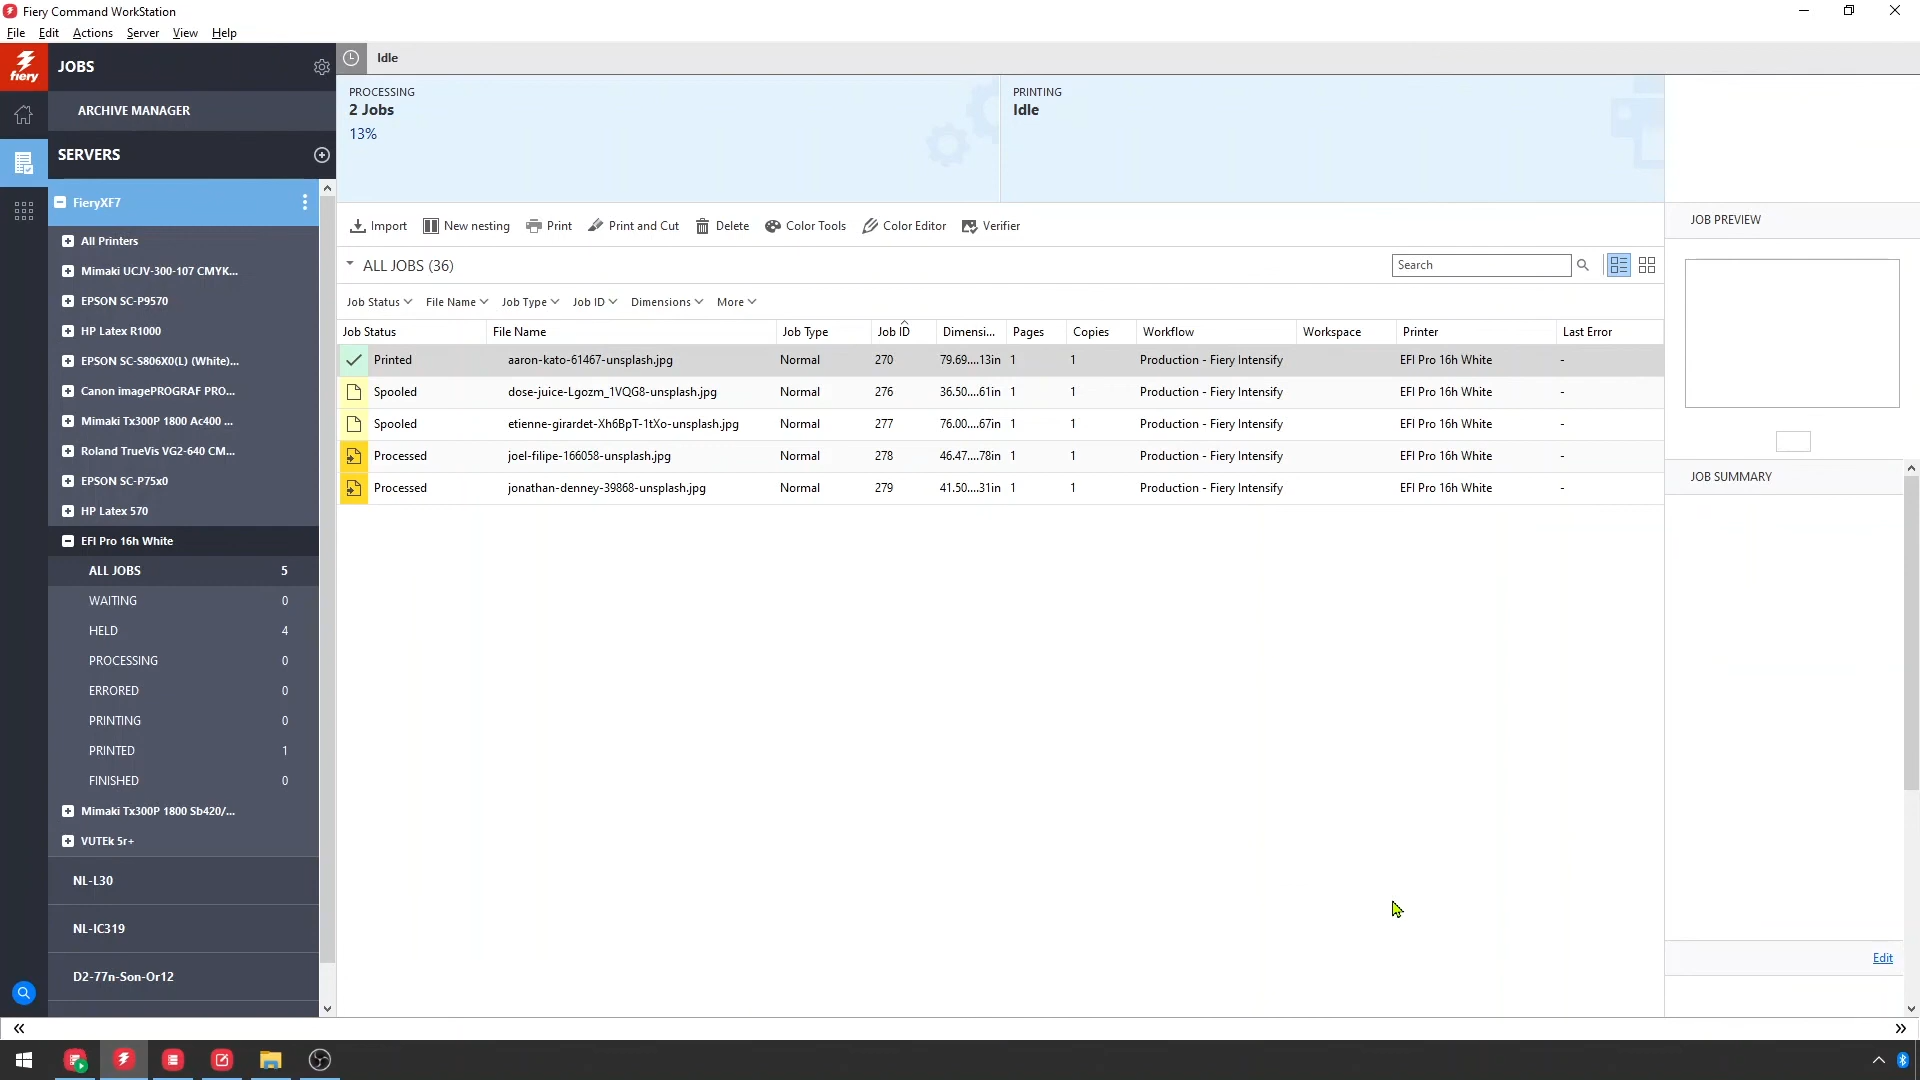 Fiery Command WorkStation
File Edit Actions Server View Help
fiery
JOBS
Idle
ARCHIVE MANAGER
SERVERS
PROCESSING
2 Jobs
13%
PRINTING
Idle
FieryXF7
All Printers
Mimaki UCJV-300-107 CMYK...
EPSON SC-P9570
HP Latex R1000
EPSON SC-S806X0(L) (White)...
Canon imagePROGRAF PRO...
Mimaki Tx300P 1800 Ac400 ...
Roland TrueVis VG2-640 CM...
EPSON SC-P75x0
HP Latex 570
EFI Pro 16h White
ALL JOBS 5
WAITING 0
HELD 4
PROCESSING 0
ERRORED 0
PRINTING 0
PRINTED 1
FINISHED 0
Mimaki Tx300P 1800 Sb420/...
VUTEk 5r+
NL-L30
NL-IC319
D2-77n-Son-Or12
Import New nesting Print Print and Cut Delete Color Tools Color Editor Verifier
ALL JOBS (36)
Search
Job Status File Name Job Type Job ID Dimensions More
Job Status File Name Job Type Job ID Dimensi... Pages Copies Workflow Workspace Printer Last Error
Printed aaron-kato-61467-unsplash.jpg Normal 270 79.69....13in 1 1 Production - Fiery Intensify EFI Pro 16h White -
Spooled dose-juice-Lgozm_1VQG8-unsplash.jpg Normal 276 36.50....61in 1 1 Production - Fiery Intensify EFI Pro 16h White -
Spooled etienne-girardet-Xh6BpT-1tXo-unsplash.jpg Normal 277 76.00....67in 1 1 Production - Fiery Intensify EFI Pro 16h White -
Processed joel-filipe-166058-unsplash.jpg Normal 278 46.47....78in 1 1 Production - Fiery Intensify EFI Pro 16h White -
Processed jonathan-denney-39868-unsplash.jpg Normal 279 41.50....31in 1 1 Production - Fiery Intensify EFI Pro 16h White -
JOB PREVIEW
JOB SUMMARY
Edit